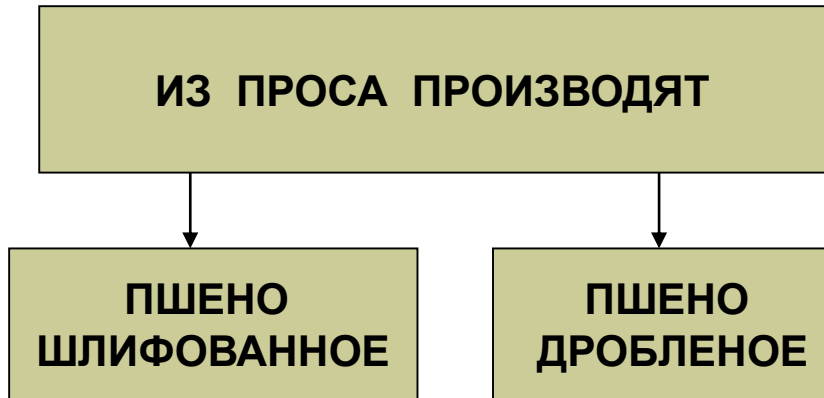 ИЗ ПРОСА ПРОИЗВОДЯТ
ПШЕНО
ШЛИФОВАННОЕ
ПШЕНО
ДРОБЛЕНОЕ